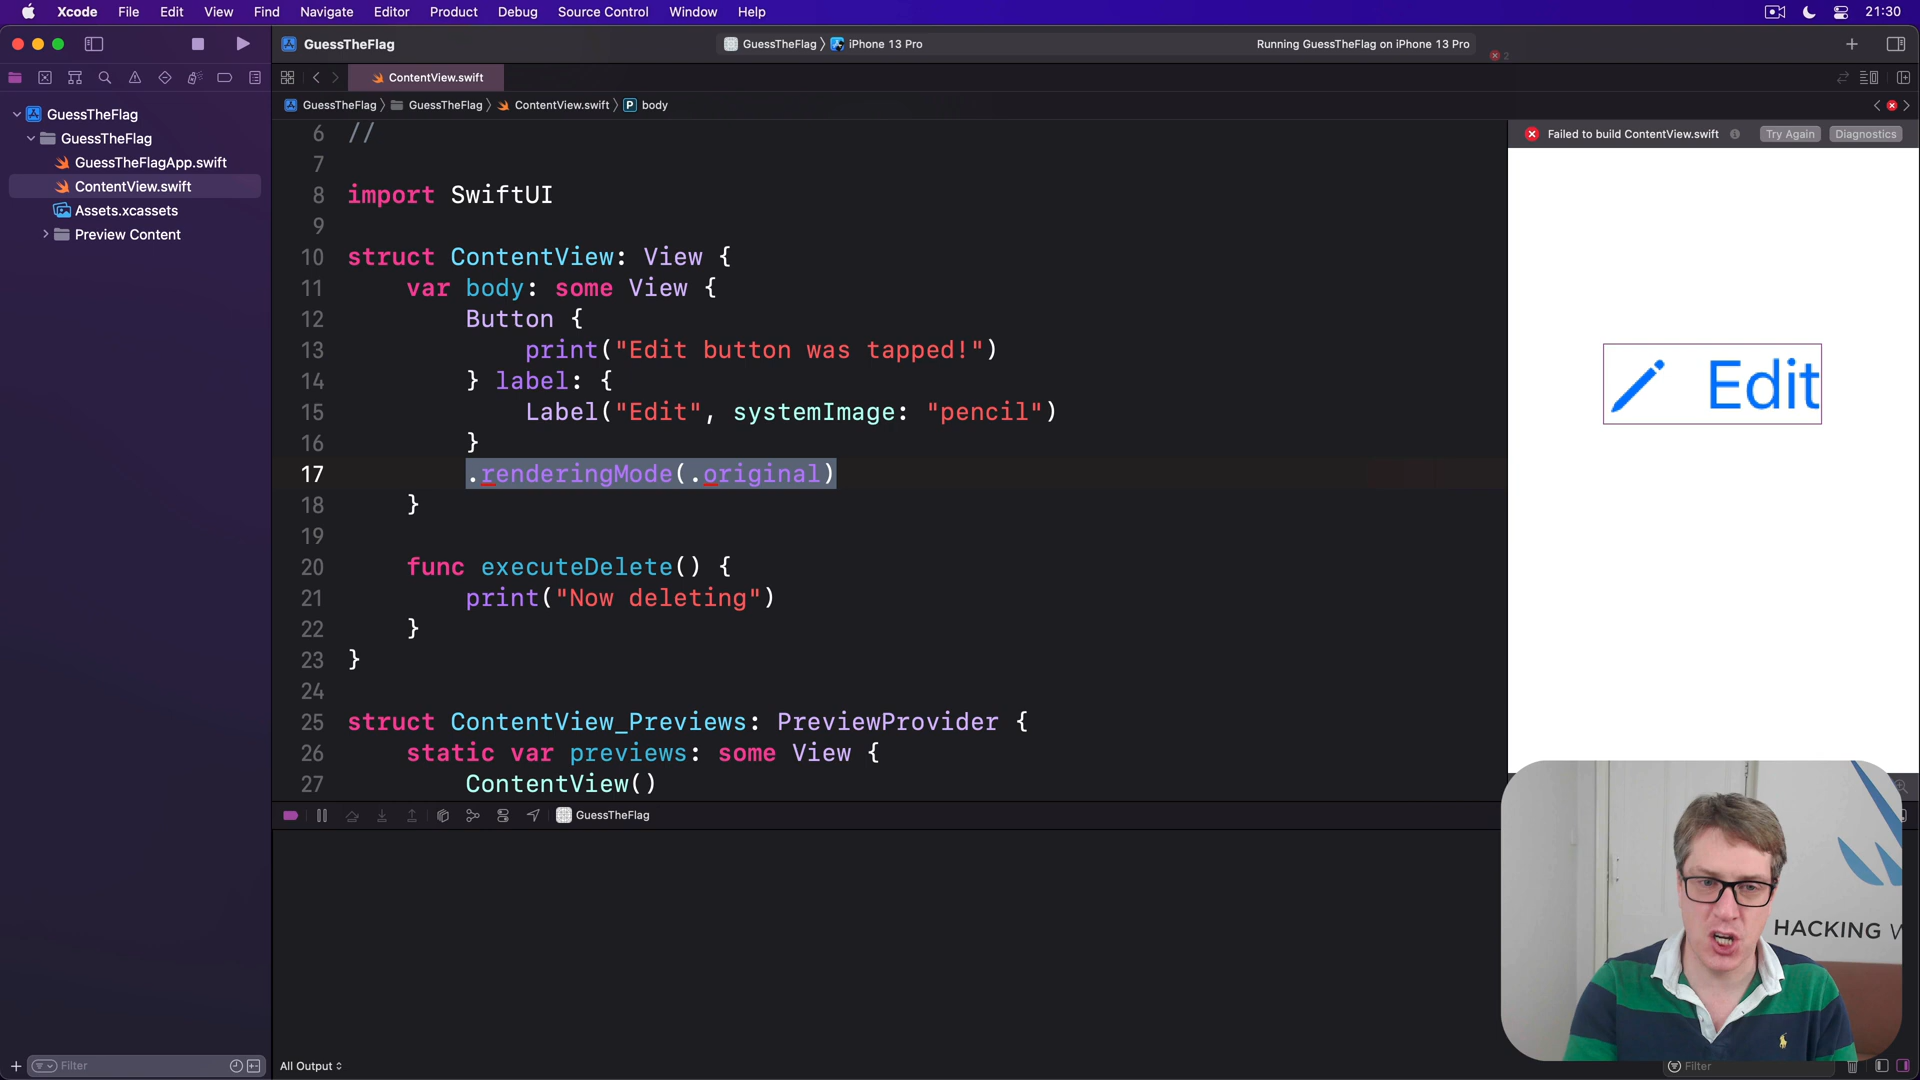 Xcode File Edit View Find Navigate Editor Product Debug Source Control Window Help 21:30
GuessTheFlag
GuessTheFlag iPhone 13 Pro
Running GuessTheFlag on iPhone 13 Pro
2
ContentView.swift
GuessTheFlag GuessTheFlag ContentView.swift P body
GuessTheFlag
GuessTheFlag
GuessTheFlagApp.swift
ContentView.swift
Assets.xcassets
Preview Content
6 //
7
8 import SwiftUI
9
10 struct ContentView: View {
11 var body: some View {
12 Button {
13 print("Edit button was tapped!")
14 } label: {
15 Label("Edit", systemImage: "pencil")
16 }
17 .renderingMode(.original)
18 }
19
20 func executeDelete() {
21 print("Now deleting")
22 }
23 }
24
25 struct ContentView_Previews: PreviewProvider {
26 static var previews: some View {
27 ContentView()
Failed to build ContentView.swift Try Again Diagnostics
Edit
GuessTheFlag
HACKING W
Filter
All Output
Filter